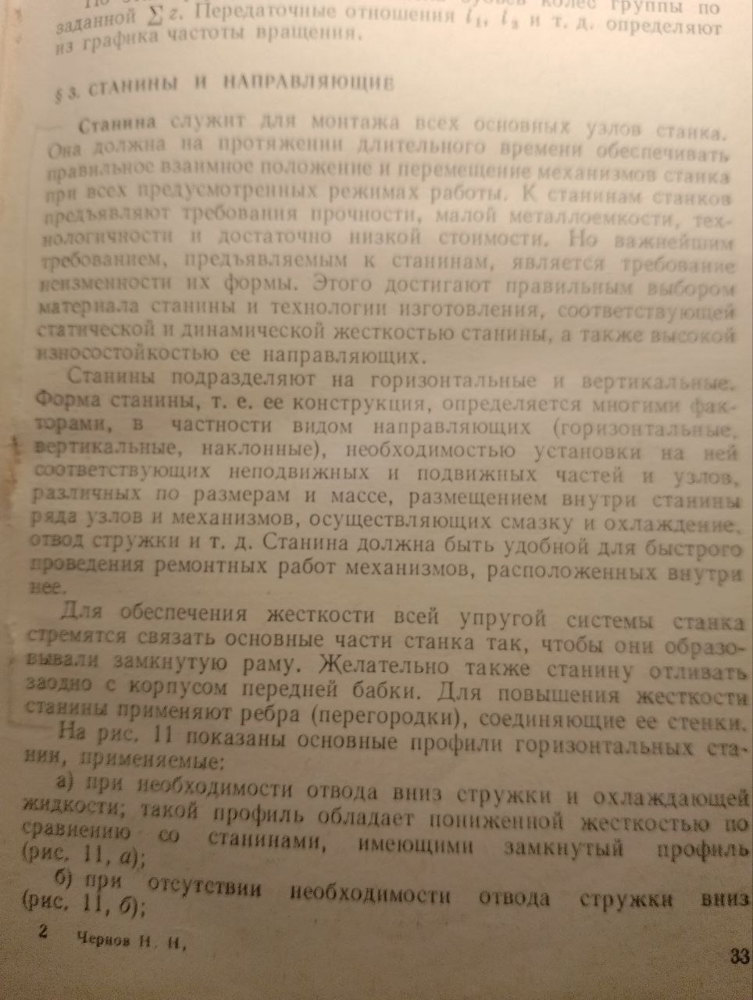 зубьев колес группы по
заданной ∑ z. Передаточные отношения i₁, i₂ и т. д. определяют
из графика частоты вращения.
§ 3. СТАНИНЫ И НАПРАВЛЯЮЩИЕ
Станина служит для монтажа всех основных узлов станка.
Она должна на протяжении длительного времени обеспечивать
правильное взаимное положение и перемещение механизмов станка
при всех предусмотренных режимах работы. К станинам станков
предъявляют требования прочности, малой металлоемкости, тех-
нологичности и достаточно низкой стоимости. Но важнейшим
требованием, предъявляемым к станинам, является требование
неизменности их формы. Этого достигают правильным выбором
материала станины и технологии изготовления, соответствующей
статической и динамической жесткостью станины, а также высокой
износостойкостью ее направляющих.
Станины подразделяют на горизонтальные и вертикальные.
Форма станины, т. е. ее конструкция, определяется многими фак-
торами, в частности видом направляющих (горизонтальные,
вертикальные, наклонные), необходимостью установки на ней
соответствующих неподвижных и подвижных частей и узлов,
различных по размерам и массе, размещением внутри станины
ряда узлов и механизмов, осуществляющих смазку и охлаждение,
отвод стружки и т. д. Станина должна быть удобной для быстрого
проведения ремонтных работ механизмов, расположенных внутри
нее.
Для обеспечения жесткости всей упругой системы станка
стремятся связать основные части станка так, чтобы они образо-
вывали замкнутую раму. Желательно также станину отливать
заодно с корпусом передней бабки. Для повышения жесткости
станины применяют ребра (перегородки), соединяющие ее стенки.
На рис. 11 показаны основные профили горизонтальных ста-
нин, применяемые:
а) при необходимости отвода вниз стружки и охлаждающей
жидкости; такой профиль обладает пониженной жесткостью по
сравнению со станинами, имеющими замкнутый профиль
(рис. 11, а);
б) при отсутствии необходимости отвода стружки вниз
(рис. 11, б);
2 Чернов Н. Н.
33